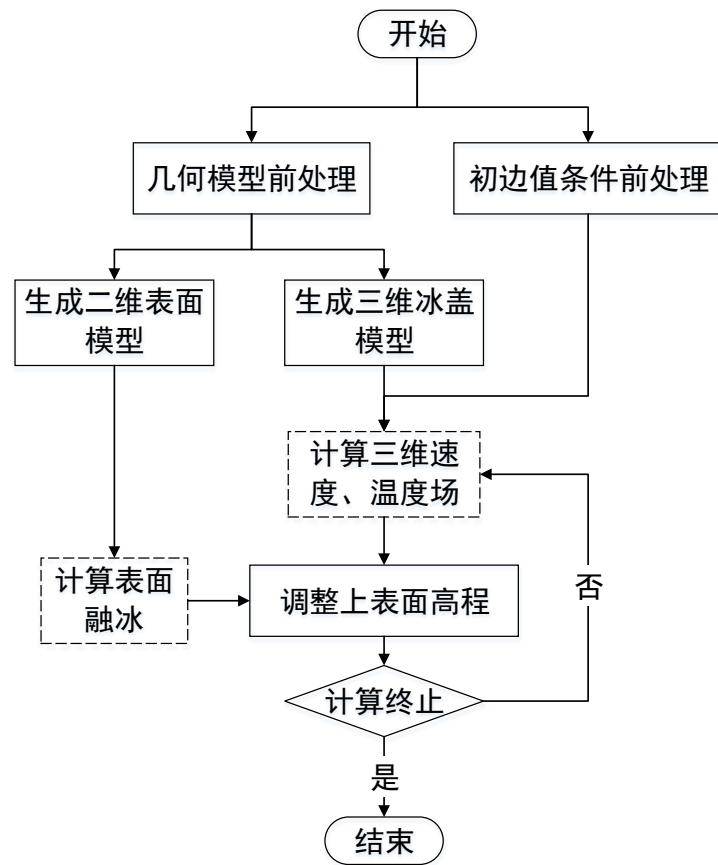 开始
几何模型前处理
初边值条件前处理
生成二维表面
模型
生成三维冰盖
模型
计算三维速
度、温度场
计算表面
融冰
调整上表面高程
否
计算终止
是
结束